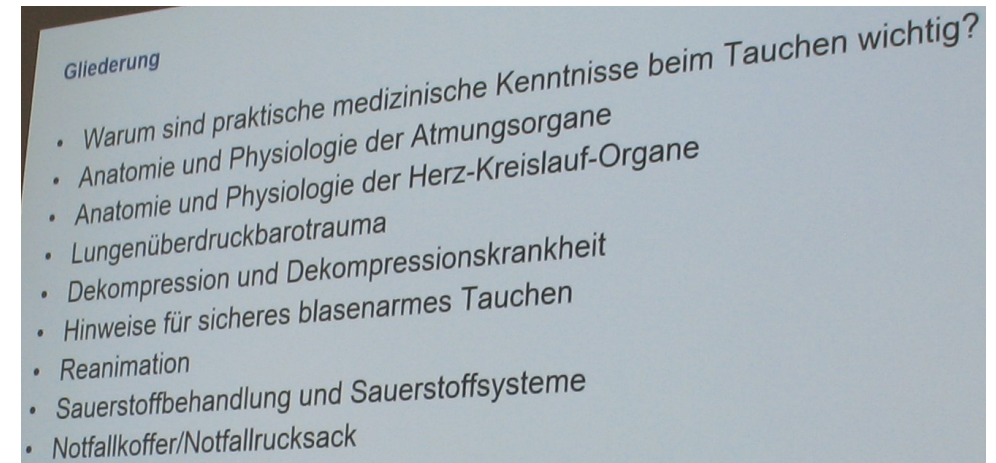 Gliederung
• Warum sind praktische medizinische Kenntnisse beim Tauchen wichtig?
• Anatomie und Physiologie der Atmungsorgane
• Anatomie und Physiologie der Herz-Kreislauf-Organe
• Lungenüberdruckbarotrauma
• Dekompression und Dekompressionskrankheit
• Hinweise für sicheres blasenarmes Tauchen
• Reanimation
• Sauerstoffbehandlung und Sauerstoffsysteme
• Notfallkoffer/Notfallrucksack